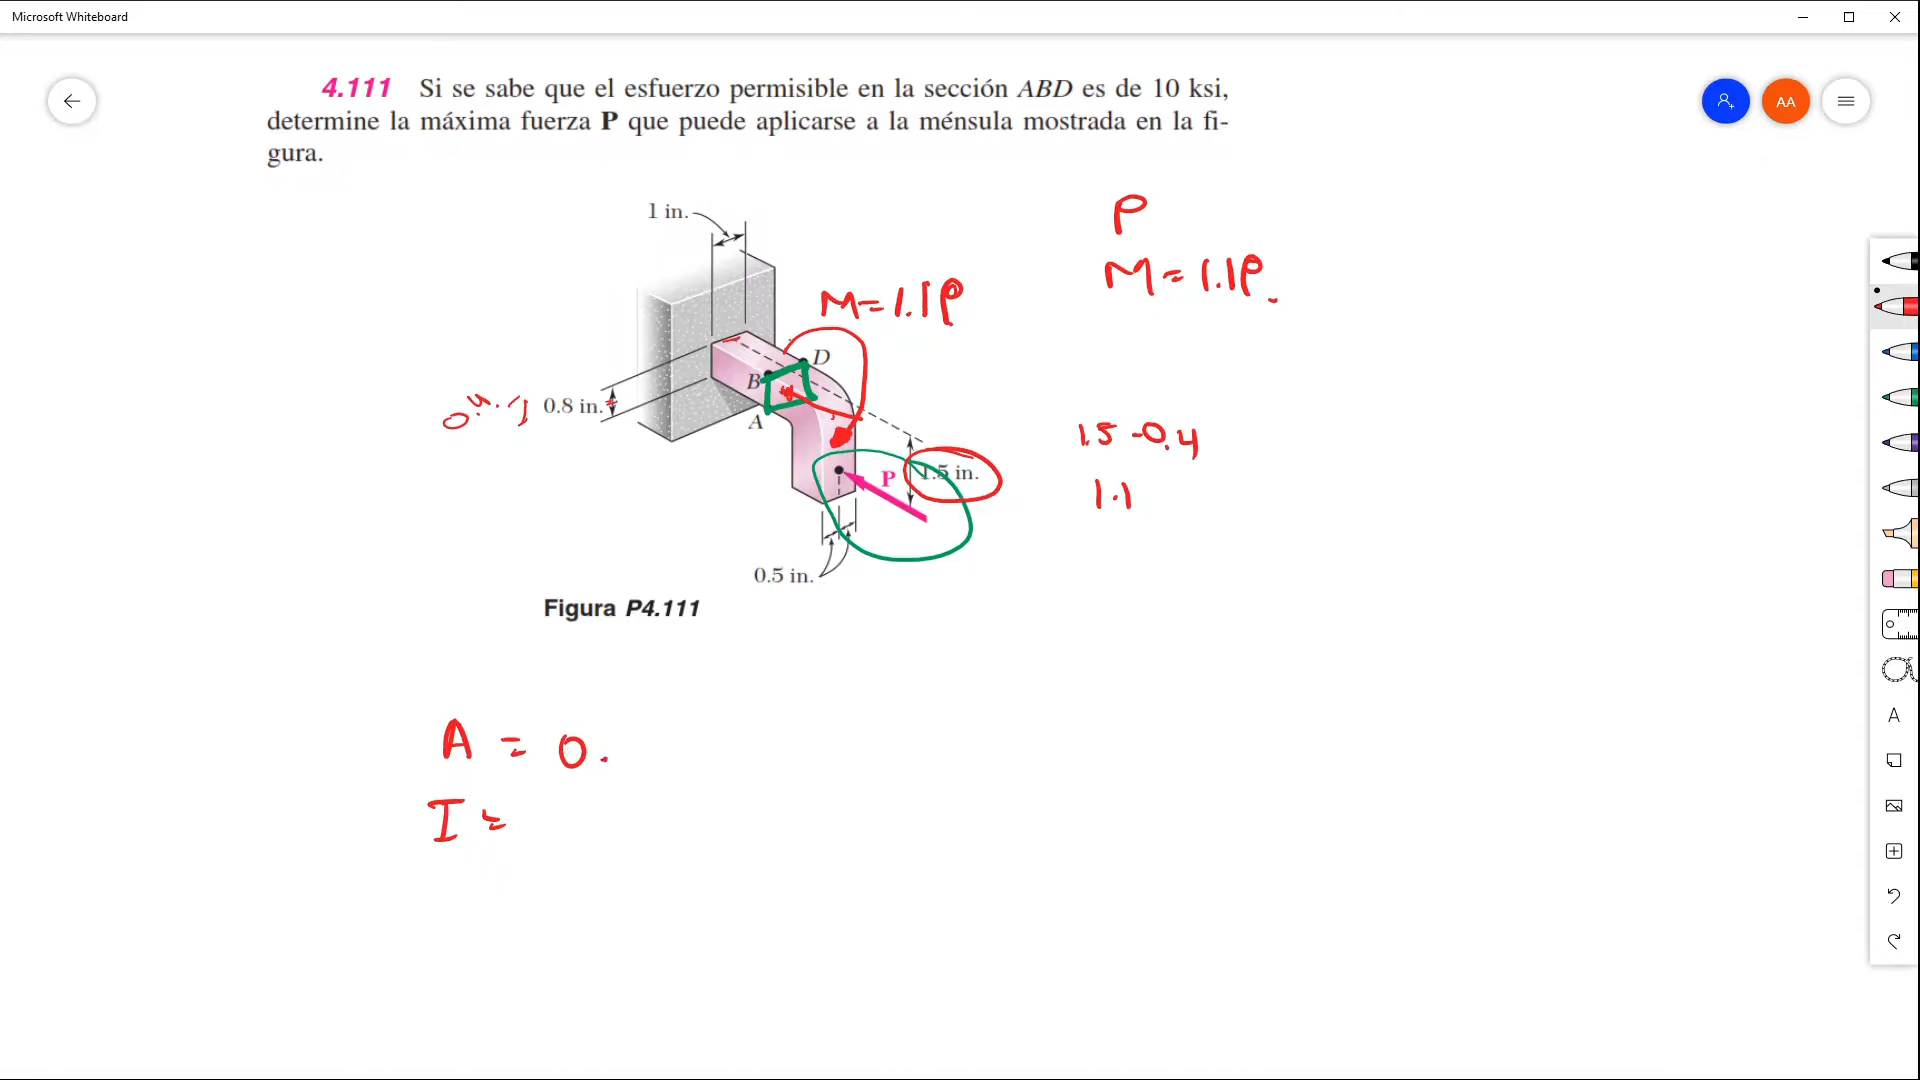 Microsoft Whiteboard
4.111 Si se sabe que el esfuerzo permisible en la sección ABD es de 10 ksi,
determine la máxima fuerza P que puede aplicarse a la ménsula mostrada en la fi-
gura.
AA
1 in.
P
M = 1.1P
M = 1.1P
D
B
0.4
0.8 in.
A
1.5 - 0.4
P
1.5 in.
1.1
0.5 in.
Figura P4.111
A = 0.
I =
A